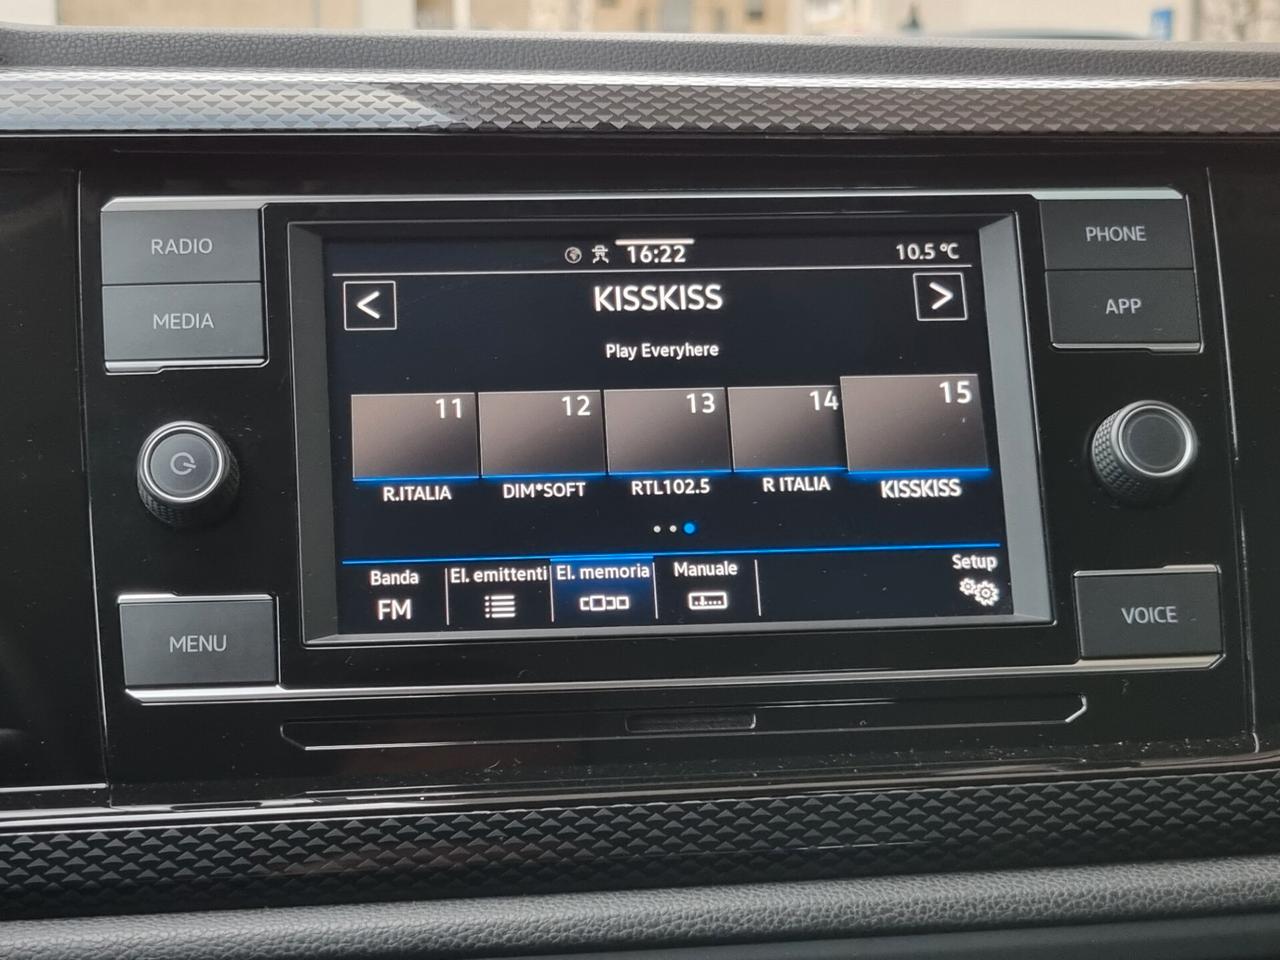 RADIO
MEDIA
MENU
16:22
10.5 °C
<
KISSKISS
>
Play Everyhere
11
12
13
14
15
R.ITALIA
DIM*SOFT
RTL102.5
R ITALIA
KISSKISS
Banda
FM
El. emittenti
El. memoria
Manuale
Setup
PHONE
APP
VOICE